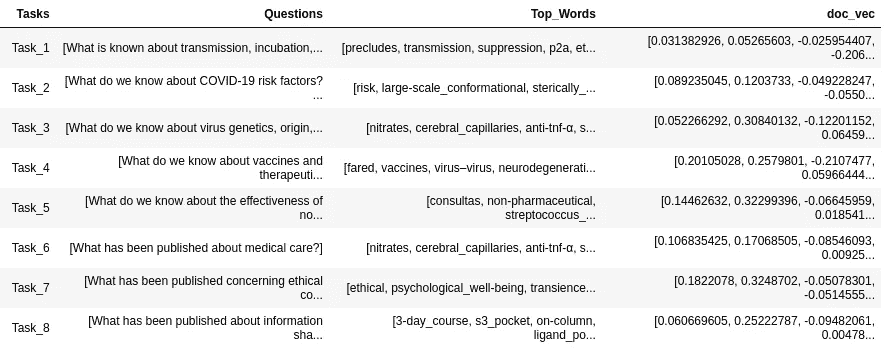 Tasks Questions Top_Words doc_vec
Task_1 [What is known about transmission, incubation,... [precludes, transmission, suppression, p2a, et... [0.031382926, 0.05265603, -0.025954407,
-0.206...
Task_2 [What do we know about COVID-19 risk factors?
... [risk, large-scale_conformational, sterically_... [0.089235045, 0.1203733, -0.049228247,
-0.0550...
Task_3 [What do we know about virus genetics, origin,... [nitrates, cerebral_capillaries, anti-tnf-α, s... [0.052266292, 0.30840132, -0.12201152,
0.06459...
Task_4 [What do we know about vaccines and
therapeuti... [fared, vaccines, virus–virus, neurodegenerati... [0.20105028, 0.2579801, -0.2107477,
0.05966444...
Task_5 [What do we know about the effectiveness of
no... [consultas, non-pharmaceutical,
streptococcus_... [0.14462632, 0.32299396, -0.06645959,
0.018541...
Task_6 [What has been published about medical care?] [nitrates, cerebral_capillaries, anti-tnf-α, s... [0.106835425, 0.17068505, -0.08546093,
0.00925...
Task_7 [What has been published concerning ethical
co... [ethical, psychological_well-being, transience... [0.1822078, 0.3248702, -0.05078301,
-0.0514555...
Task_8 [What has been published about information
sha... [3-day_course, s3_pocket, on-column,
ligand_po... [0.060669605, 0.25222787, -0.09482061,
0.00478...